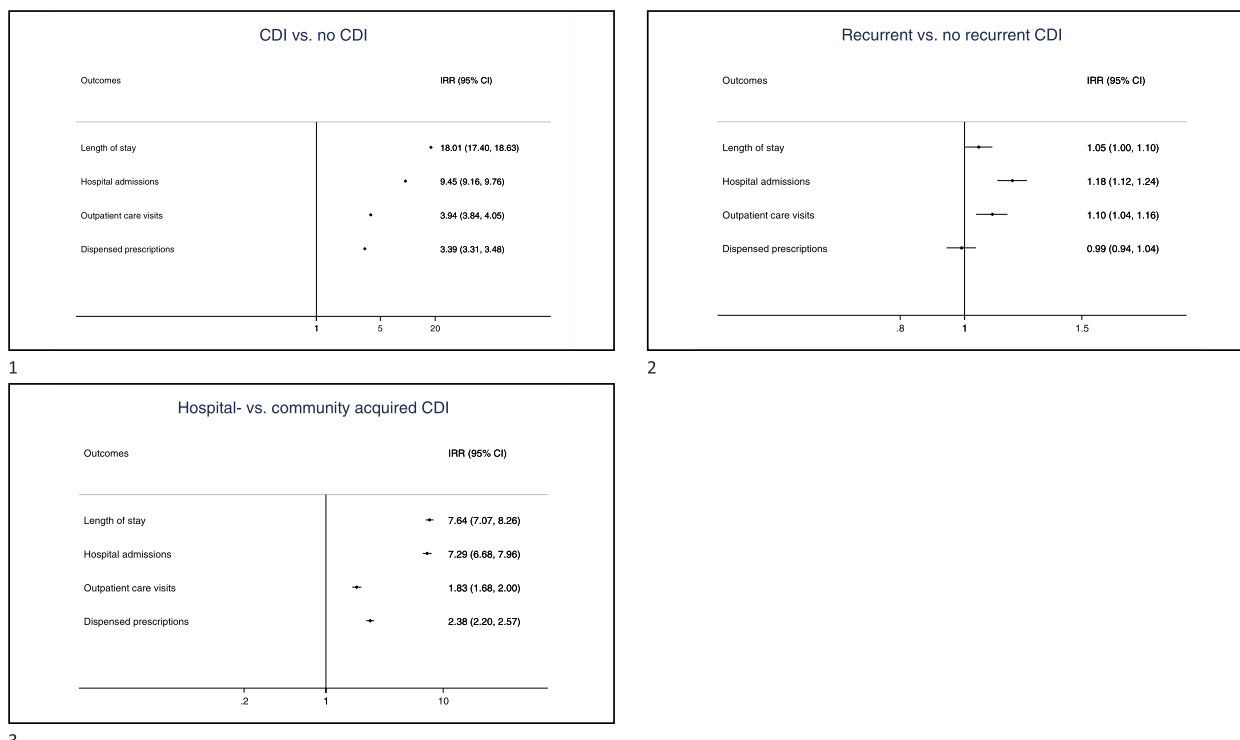 CDI vs. no CDI
Outcomes IRR (95% CI)
Length of stay 18.01 (17.40, 18.63)
Hospital admissions 9.45 (9.16, 9.76)
Outpatient care visits 3.94 (3.84, 4.05)
Dispensed prescriptions 3.39 (3.31, 3.48)
1 5 20
1
Recurrent vs. no recurrent CDI
Outcomes IRR (95% CI)
Length of stay 1.05 (1.00, 1.10)
Hospital admissions 1.18 (1.12, 1.24)
Outpatient care visits 1.10 (1.04, 1.16)
Dispensed prescriptions 0.99 (0.94, 1.04)
.8 1 1.5
2
Hospital- vs. community acquired CDI
Outcomes IRR (95% CI)
Length of stay 7.64 (7.07, 8.26)
Hospital admissions 7.29 (6.68, 7.96)
Outpatient care visits 1.83 (1.68, 2.00)
Dispensed prescriptions 2.38 (2.20, 2.57)
.2 1 10
3